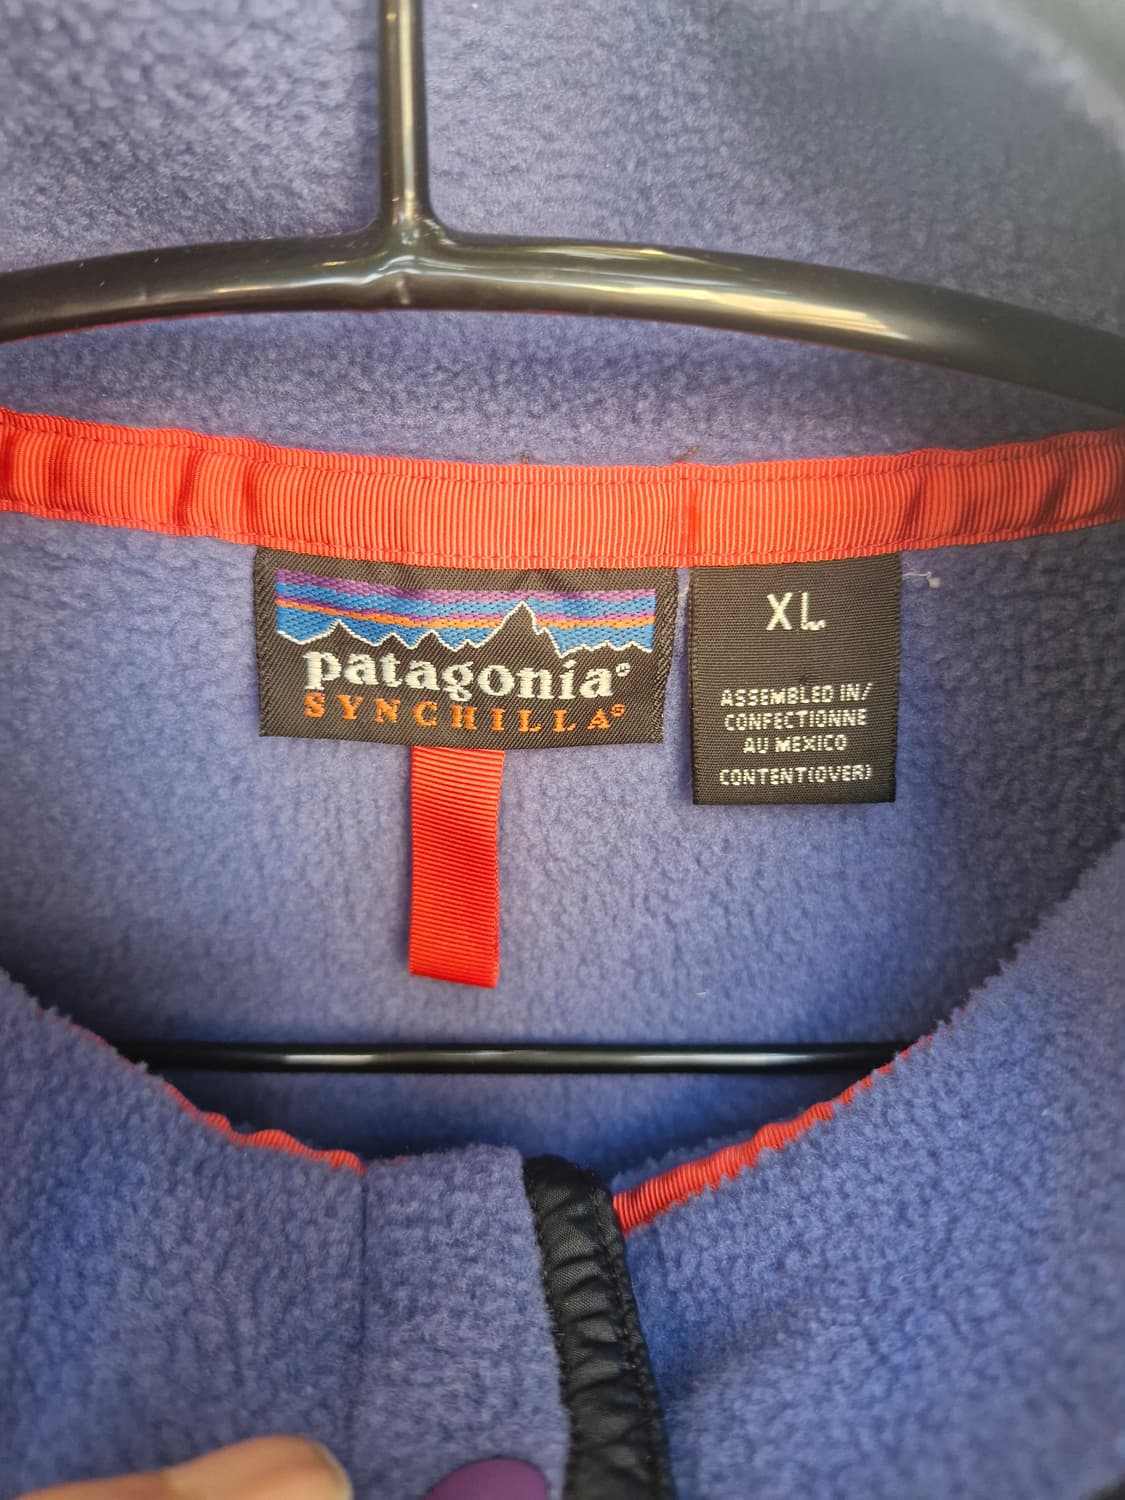 patagonia®
SYNCHILLA®
XL
ASSEMBLED IN/
CONFECTIONNE
AU MEXICO
CONTENT(OVER)